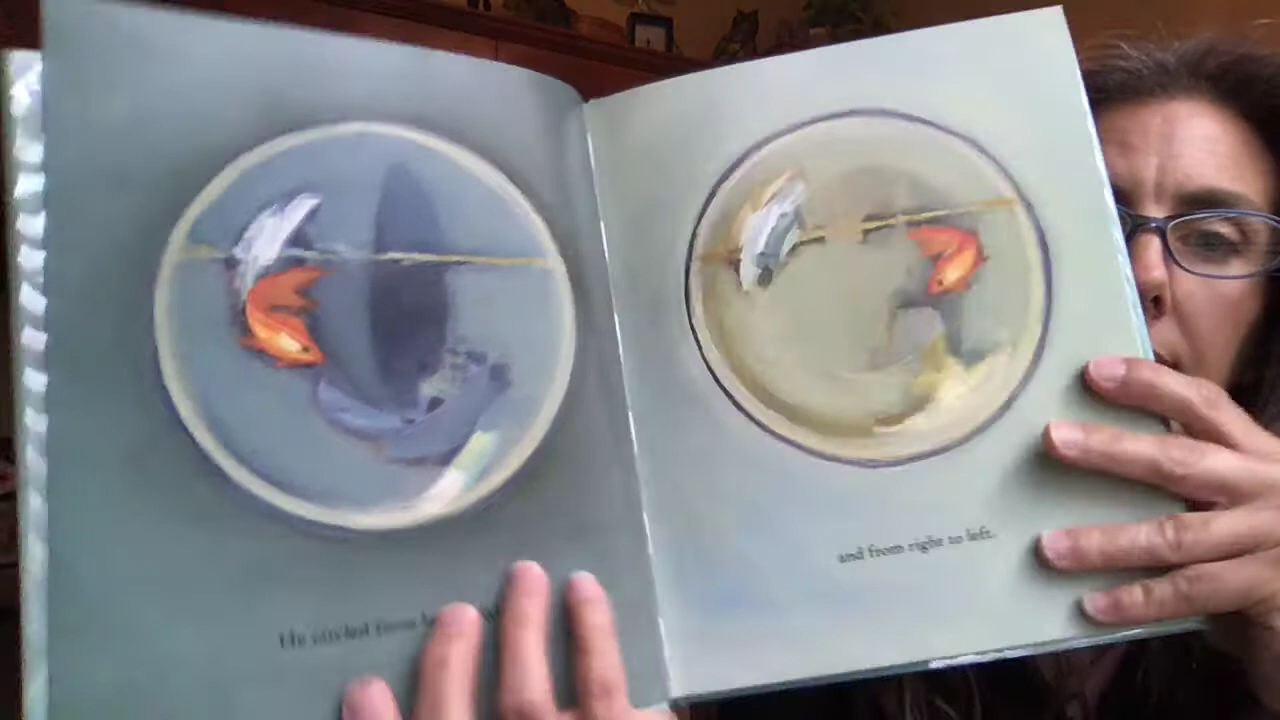 He circled from
and from right to left.